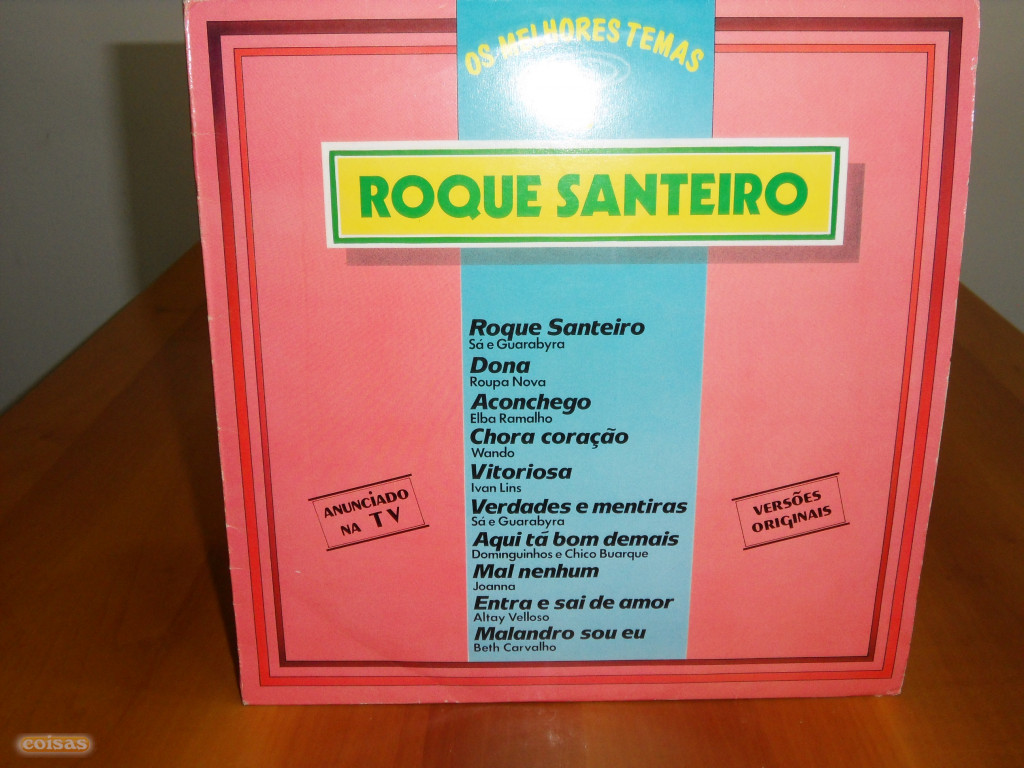 OS MELHORES TEMAS
ROQUE SANTEIRO
Roque Santeiro
Sá e Guarabyra
Dona
Roupa Nova
Aconchego
Elba Ramalho
Chora coração
Wando
Vitoriosa
Ivan Lins
Verdades e mentiras
Sá e Guarabyra
Aqui tá bom demais
Dominguinhos e Chico Buarque
Mal nenhum
Joanna
Entra e sai de amor
Altay Velloso
Malandro sou eu
Beth Carvalho
ANUNCIADO
NA TV
VERSÕES
ORIGINAIS
coisas